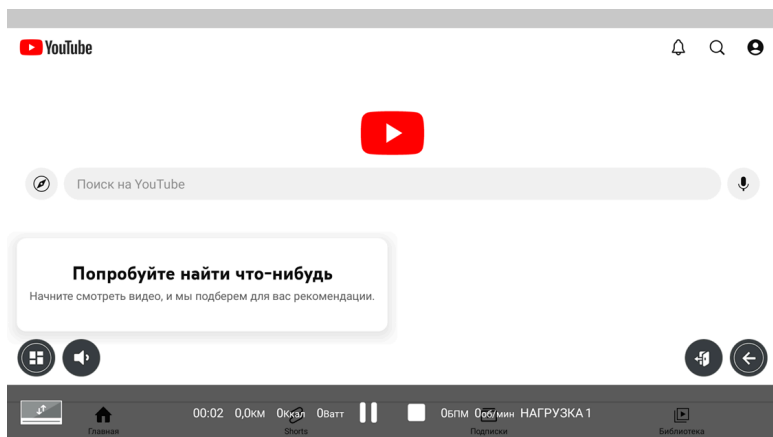 YouTube
Поиск на YouTube
Попробуйте найти что-нибудь
Начните смотреть видео, и мы подберем для вас рекомендации.
00:02 0,0км 0ккал 0Ватт 0БПМ 0об/мин НАГРУЗКА 1
Главная Shorts Подписки Библиотека